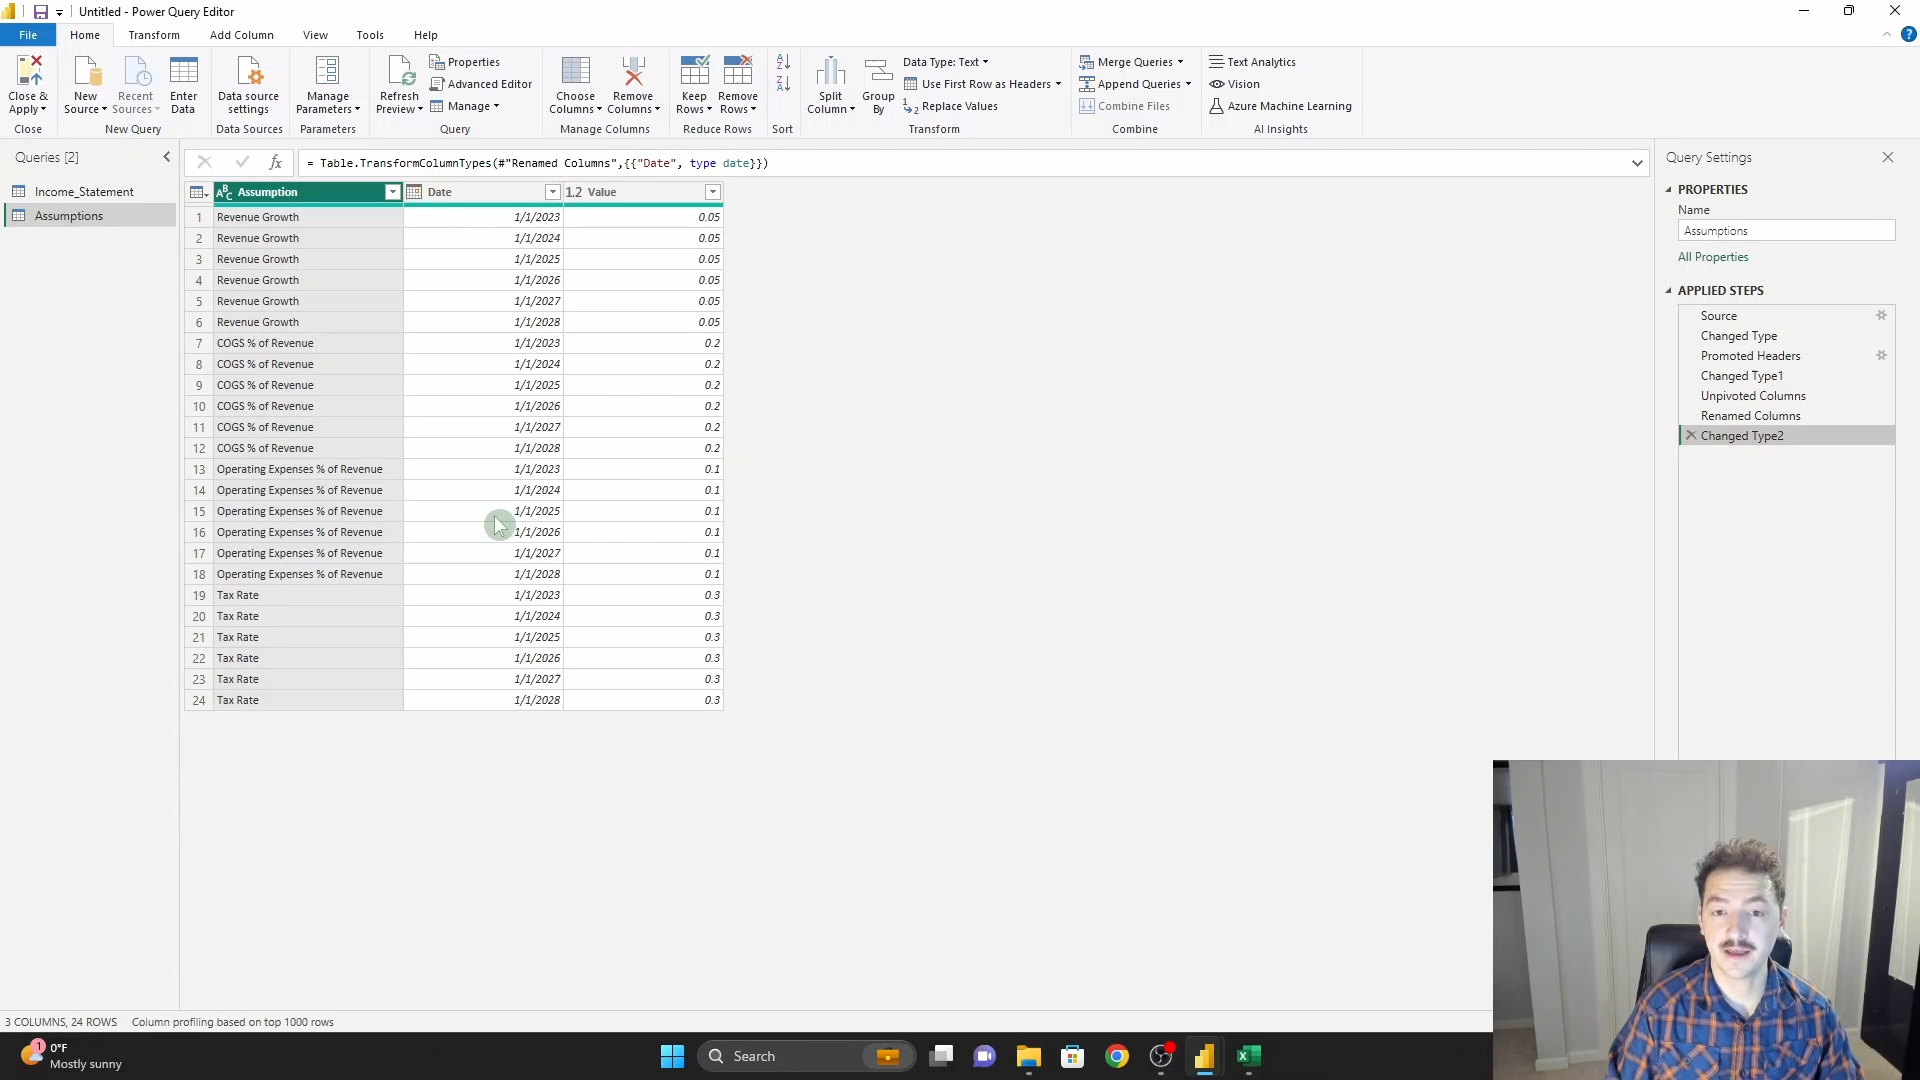 Untitled - Power Query Editor
File Home Transform Add Column View Tools Help
Close & Apply
Close
New Source
Recent Sources
Enter Data
New Query
Data source settings
Data Sources
Manage Parameters
Parameters
Refresh Preview
Properties
Advanced Editor
Manage
Query
Choose Columns
Remove Columns
Manage Columns
Keep Rows
Remove Rows
Reduce Rows
Sort
Split Column
Group By
Data Type: Text
Use First Row as Headers
Replace Values
Transform
Merge Queries
Append Queries
Combine Files
Combine
Text Analytics
Vision
Azure Machine Learning
AI Insights
Queries [2]
Income_Statement
Assumptions
fx = Table.TransformColumnTypes(#"Renamed Columns",{{"Date", type date}})
ABC Assumption Date 1.2 Value
1 Revenue Growth 1/1/2023 0.05
2 Revenue Growth 1/1/2024 0.05
3 Revenue Growth 1/1/2025 0.05
4 Revenue Growth 1/1/2026 0.05
5 Revenue Growth 1/1/2027 0.05
6 Revenue Growth 1/1/2028 0.05
7 COGS % of Revenue 1/1/2023 0.2
8 COGS % of Revenue 1/1/2024 0.2
9 COGS % of Revenue 1/1/2025 0.2
10 COGS % of Revenue 1/1/2026 0.2
11 COGS % of Revenue 1/1/2027 0.2
12 COGS % of Revenue 1/1/2028 0.2
13 Operating Expenses % of Revenue 1/1/2023 0.1
14 Operating Expenses % of Revenue 1/1/2024 0.1
15 Operating Expenses % of Revenue 1/1/2025 0.1
16 Operating Expenses % of Revenue 1/1/2026 0.1
17 Operating Expenses % of Revenue 1/1/2027 0.1
18 Operating Expenses % of Revenue 1/1/2028 0.1
19 Tax Rate 1/1/2023 0.3
20 Tax Rate 1/1/2024 0.3
21 Tax Rate 1/1/2025 0.3
22 Tax Rate 1/1/2026 0.3
23 Tax Rate 1/1/2027 0.3
24 Tax Rate 1/1/2028 0.3
Query Settings
PROPERTIES
Name
Assumptions
All Properties
APPLIED STEPS
Source
Changed Type
Promoted Headers
Changed Type1
Unpivoted Columns
Renamed Columns
Changed Type2
3 COLUMNS, 24 ROWS Column profiling based on top 1000 rows
1
0°F
Mostly sunny
Search